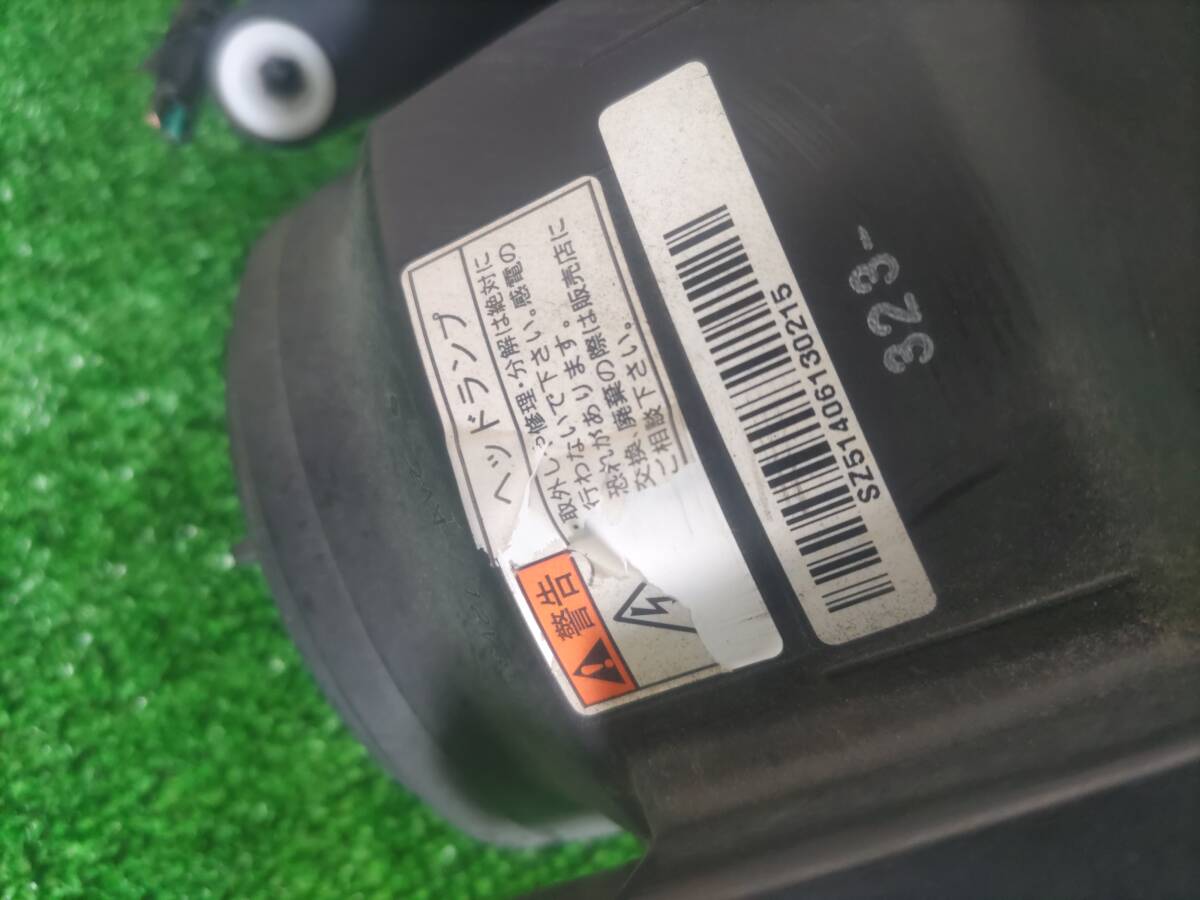 警告
ヘッドランプ
取外し 修理・分解は絶対に
行わないで下さい。感電の
恐れがあります。
交換、廃棄の際は販売店に
ご相談下さい。
SZ5140613O215
323-